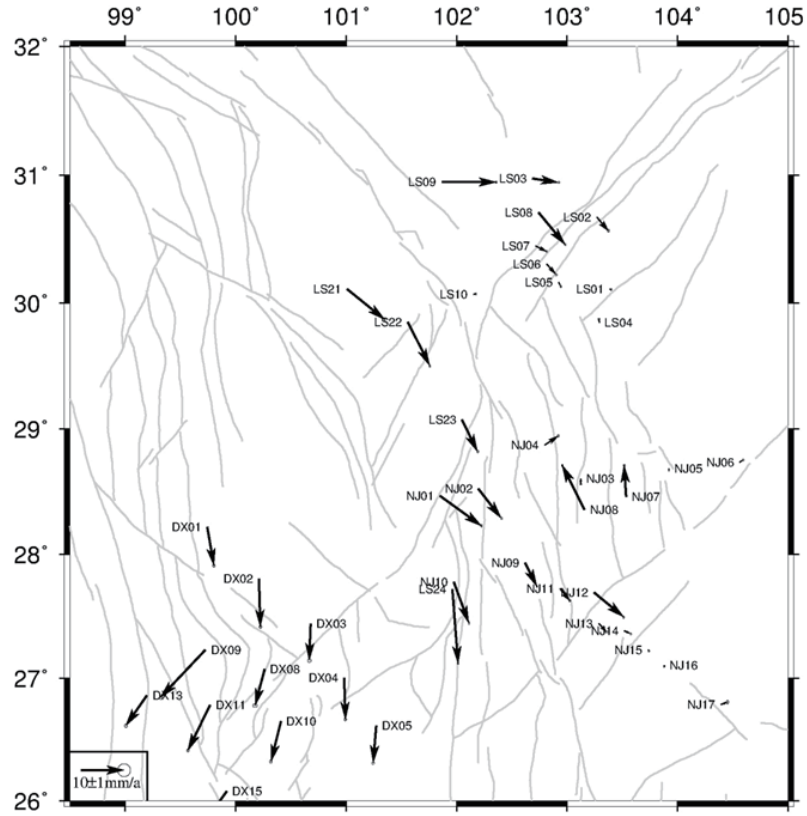 99° 100° 101° 102° 103° 104° 105
32°
31°
LS09
LS03
LS08
LS02
LS07
LS06
LS05
LS01
30°
LS21
LS10
LS22
LS04
29°
LS23
NJ04
NJ06
NJ05
NJ03
NJ02
NJ01
NJ07
NJ08
28°
DX01
DX02
NJ09
NJ10
LS24
NJ11
NJ12
DX03
NJ13
NJ14
27°
DX09
NJ15
DX08
DX04
NJ16
DX13
DX11
DX10
DX05
NJ17
10±1mm/a
DX15
26°